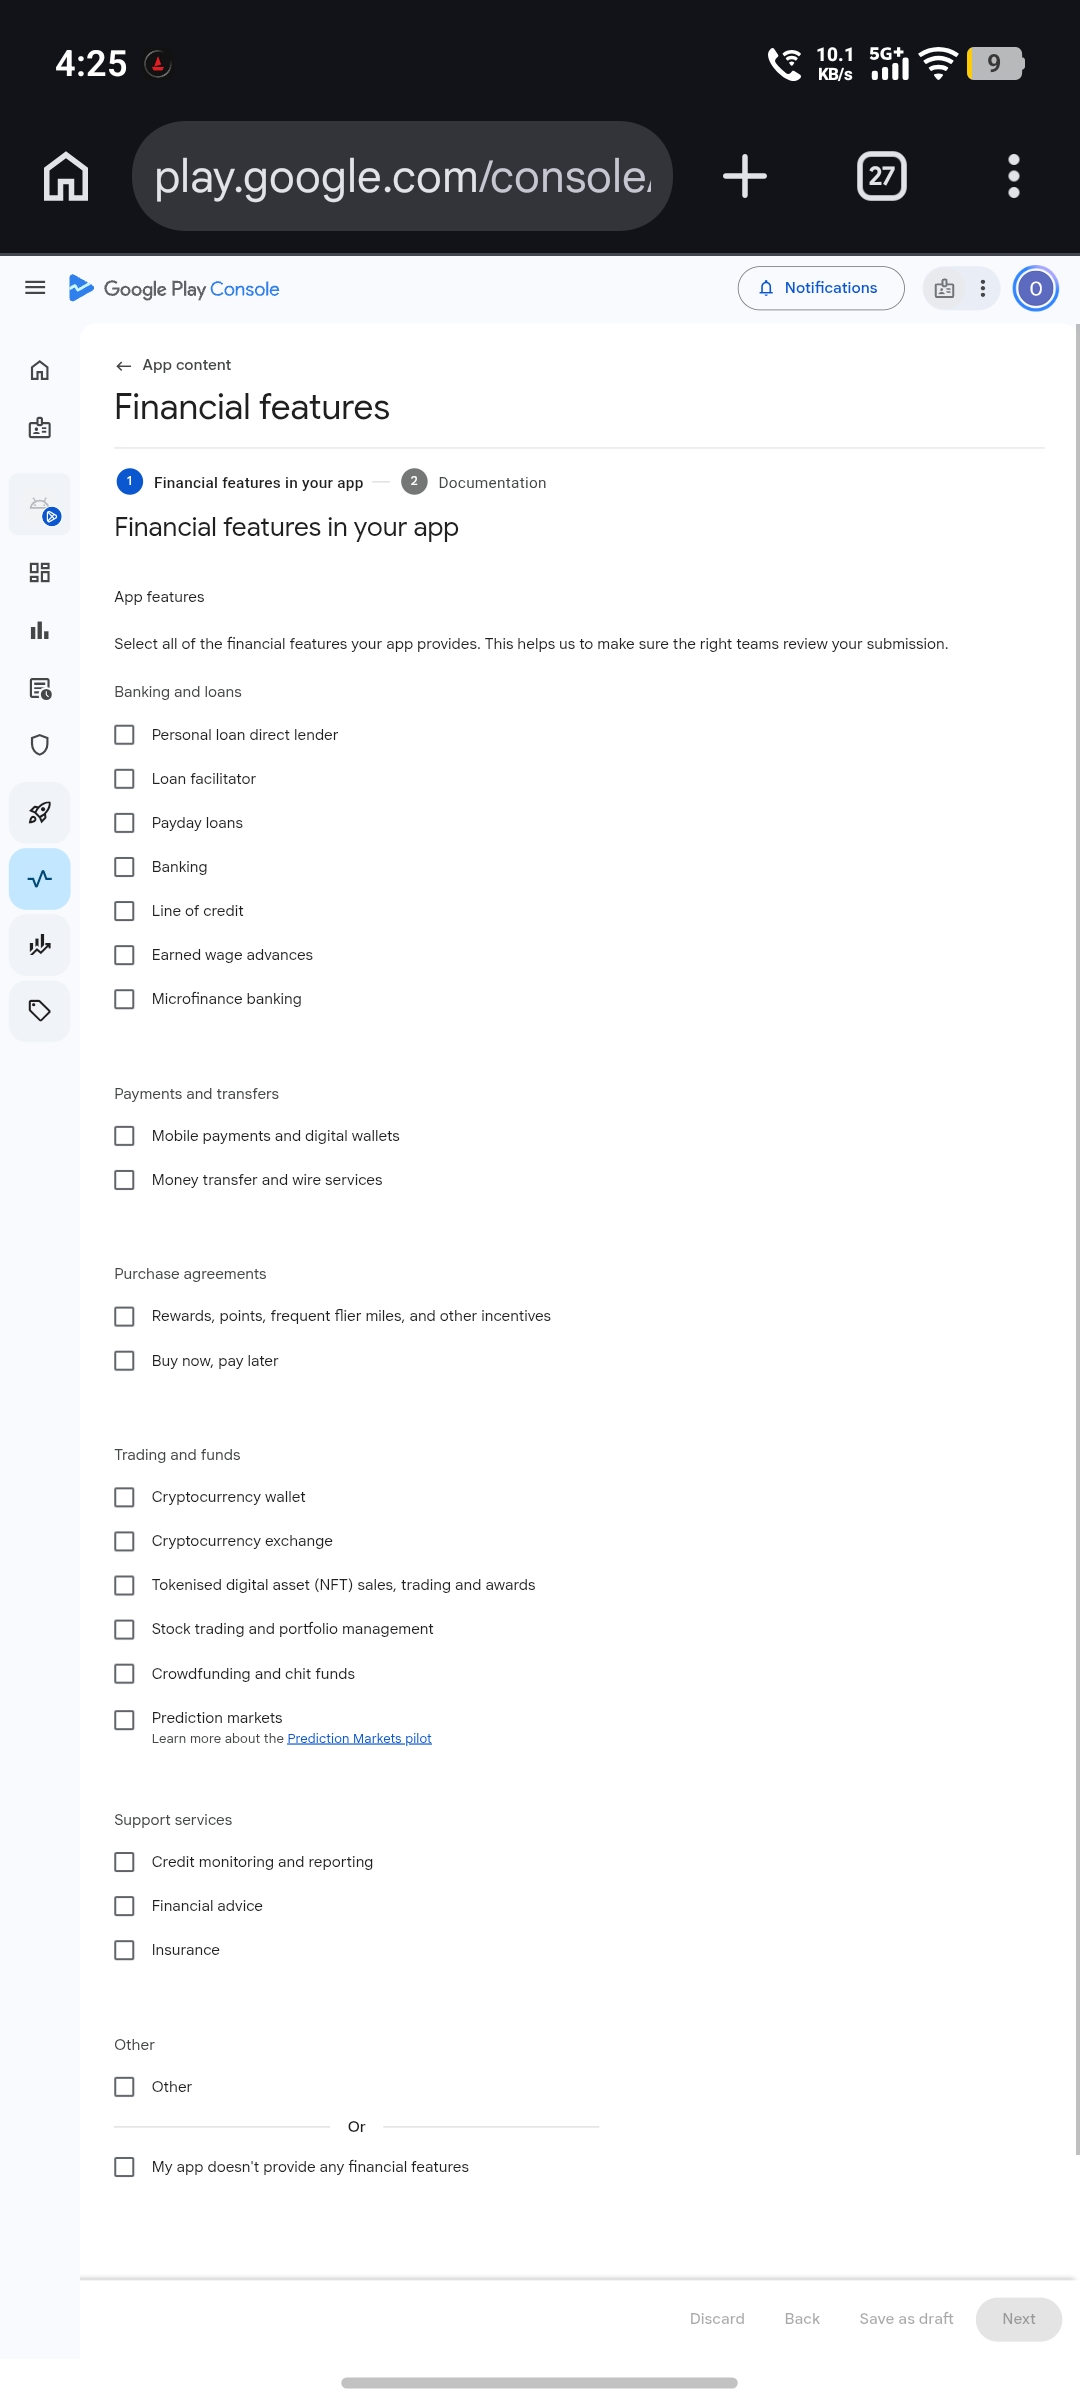 4:25
10.1
KB/s
5G+
9
play.google.com/console/
27
Google Play Console
Notifications
O
App content
Financial features
1 Financial features in your app
2 Documentation
Financial features in your app
App features
Select all of the financial features your app provides. This helps us to make sure the right teams review your submission.
Banking and loans
Personal loan direct lender
Loan facilitator
Payday loans
Banking
Line of credit
Earned wage advances
Microfinance banking
Payments and transfers
Mobile payments and digital wallets
Money transfer and wire services
Purchase agreements
Rewards, points, frequent flier miles, and other incentives
Buy now, pay later
Trading and funds
Cryptocurrency wallet
Cryptocurrency exchange
Tokenised digital asset (NFT) sales, trading and awards
Stock trading and portfolio management
Crowdfunding and chit funds
Prediction markets
Learn more about the Prediction Markets pilot
Support services
Credit monitoring and reporting
Financial advice
Insurance
Other
Other
Or
My app doesn't provide any financial features
Discard
Back
Save as draft
Next